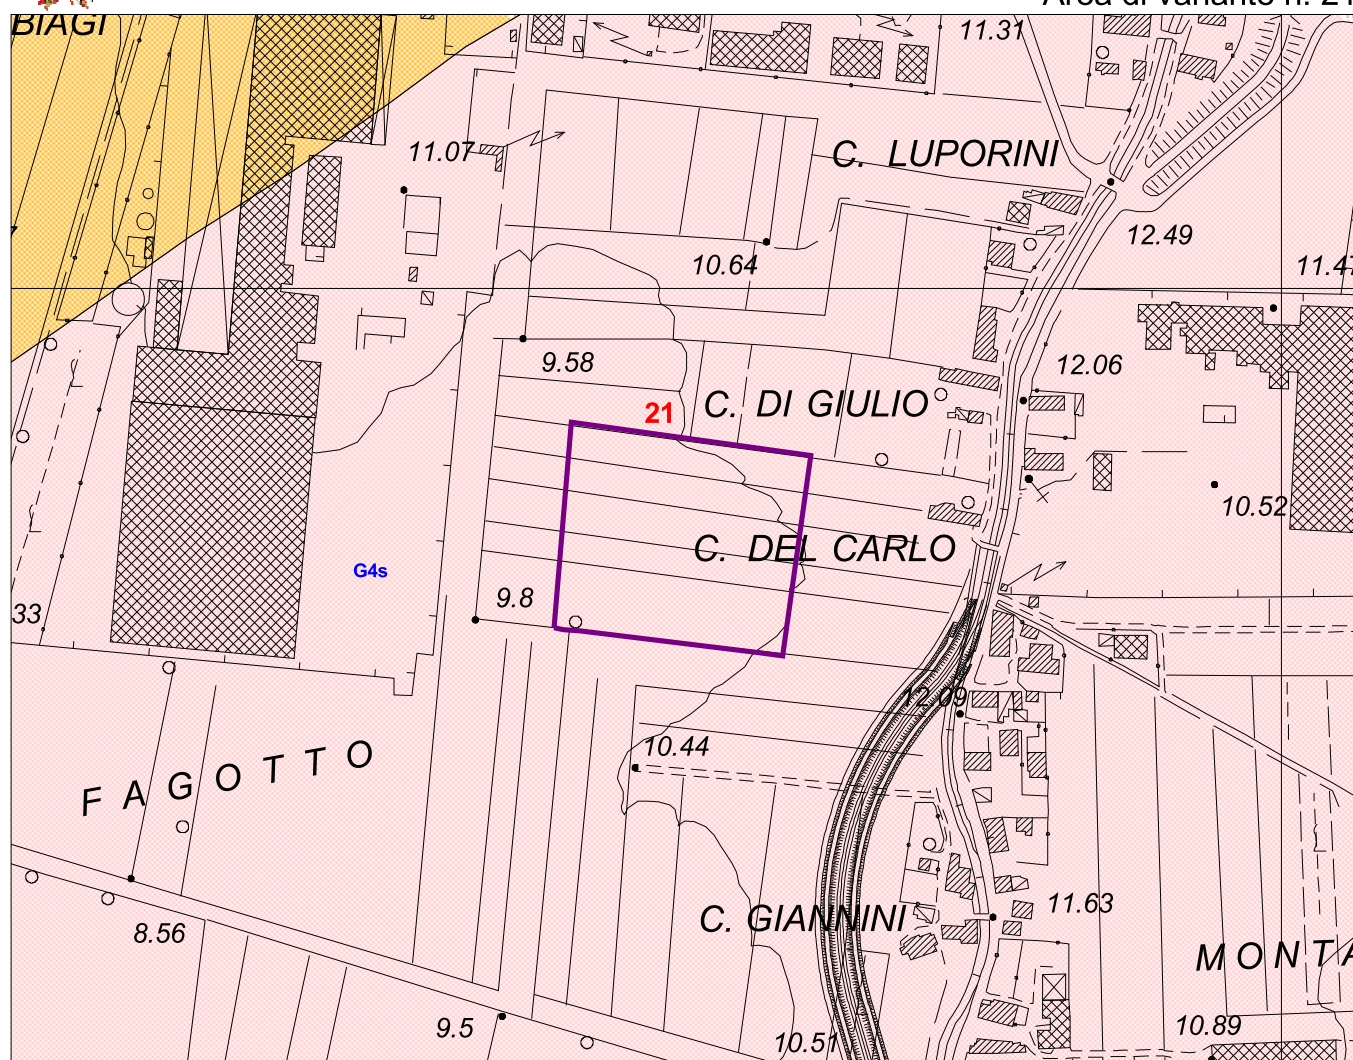 BIAGI
11.31
C. LUPORINI
11.07
12.49
10.64
9.58
12.06
21
C. DI GIULIO
10.52
C. DEL CARLO
G4s
9.8
33
12.09
10.44
FAGOTTO
11.63
C. GIANNINI
8.56
9.5
10.51
10.89